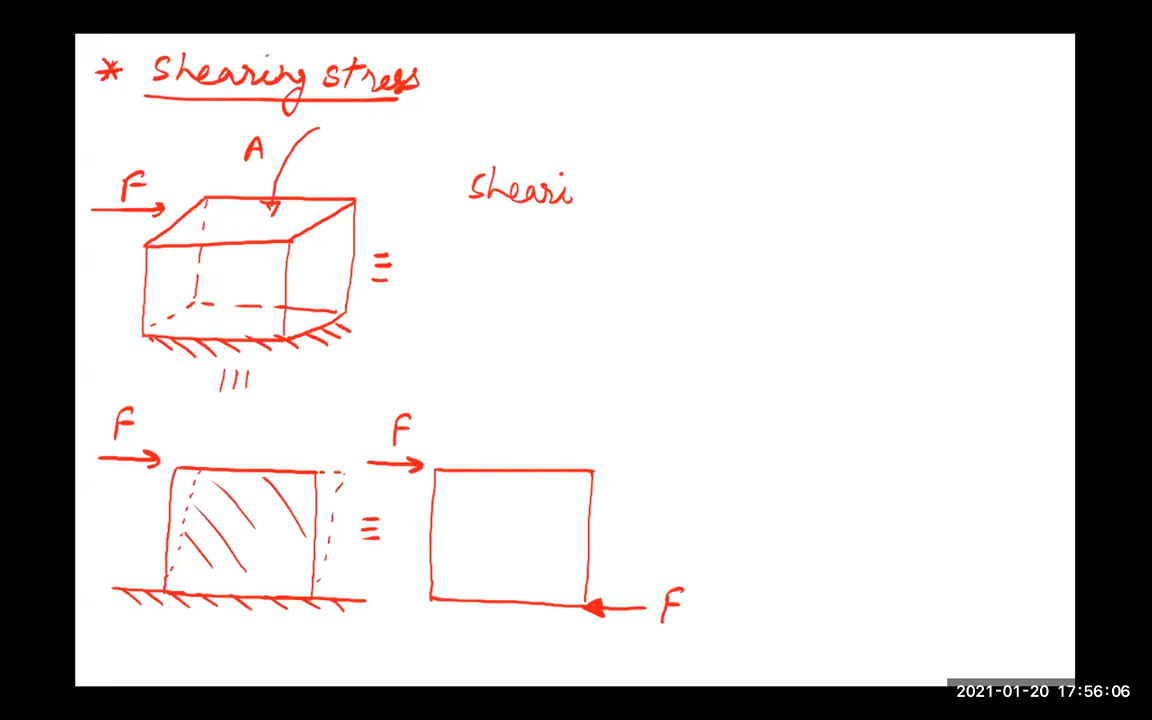 * Shearing stress
A
F
Sheari
≡
F
F
≡
F
2021-01-20 17:56:06